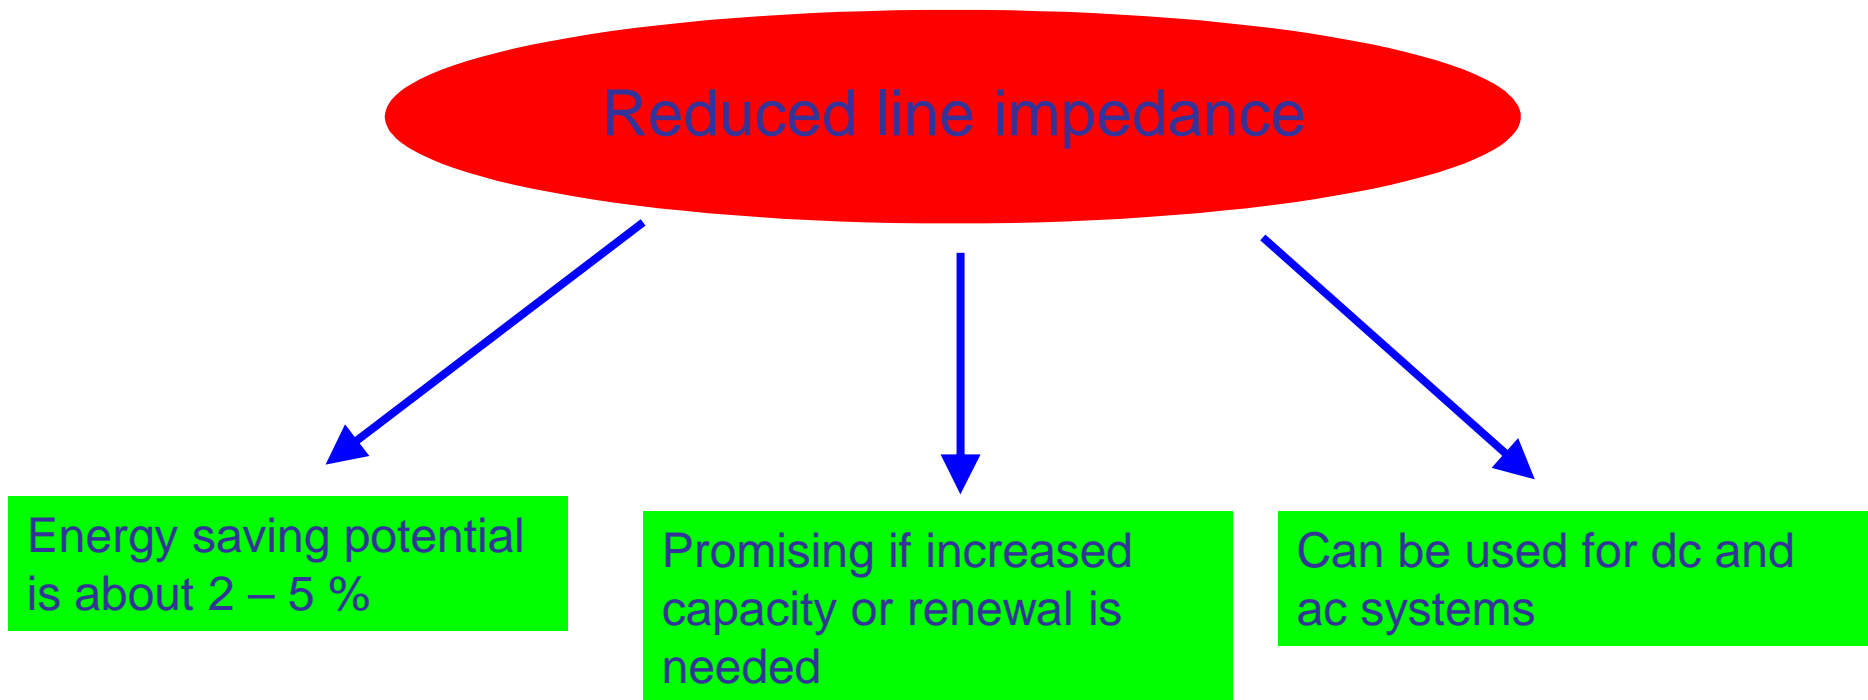 Reduced line impedance
Energy saving potential
is about 2 – 5 %
Promising if increased
capacity or renewal is
needed
Can be used for dc and
ac systems